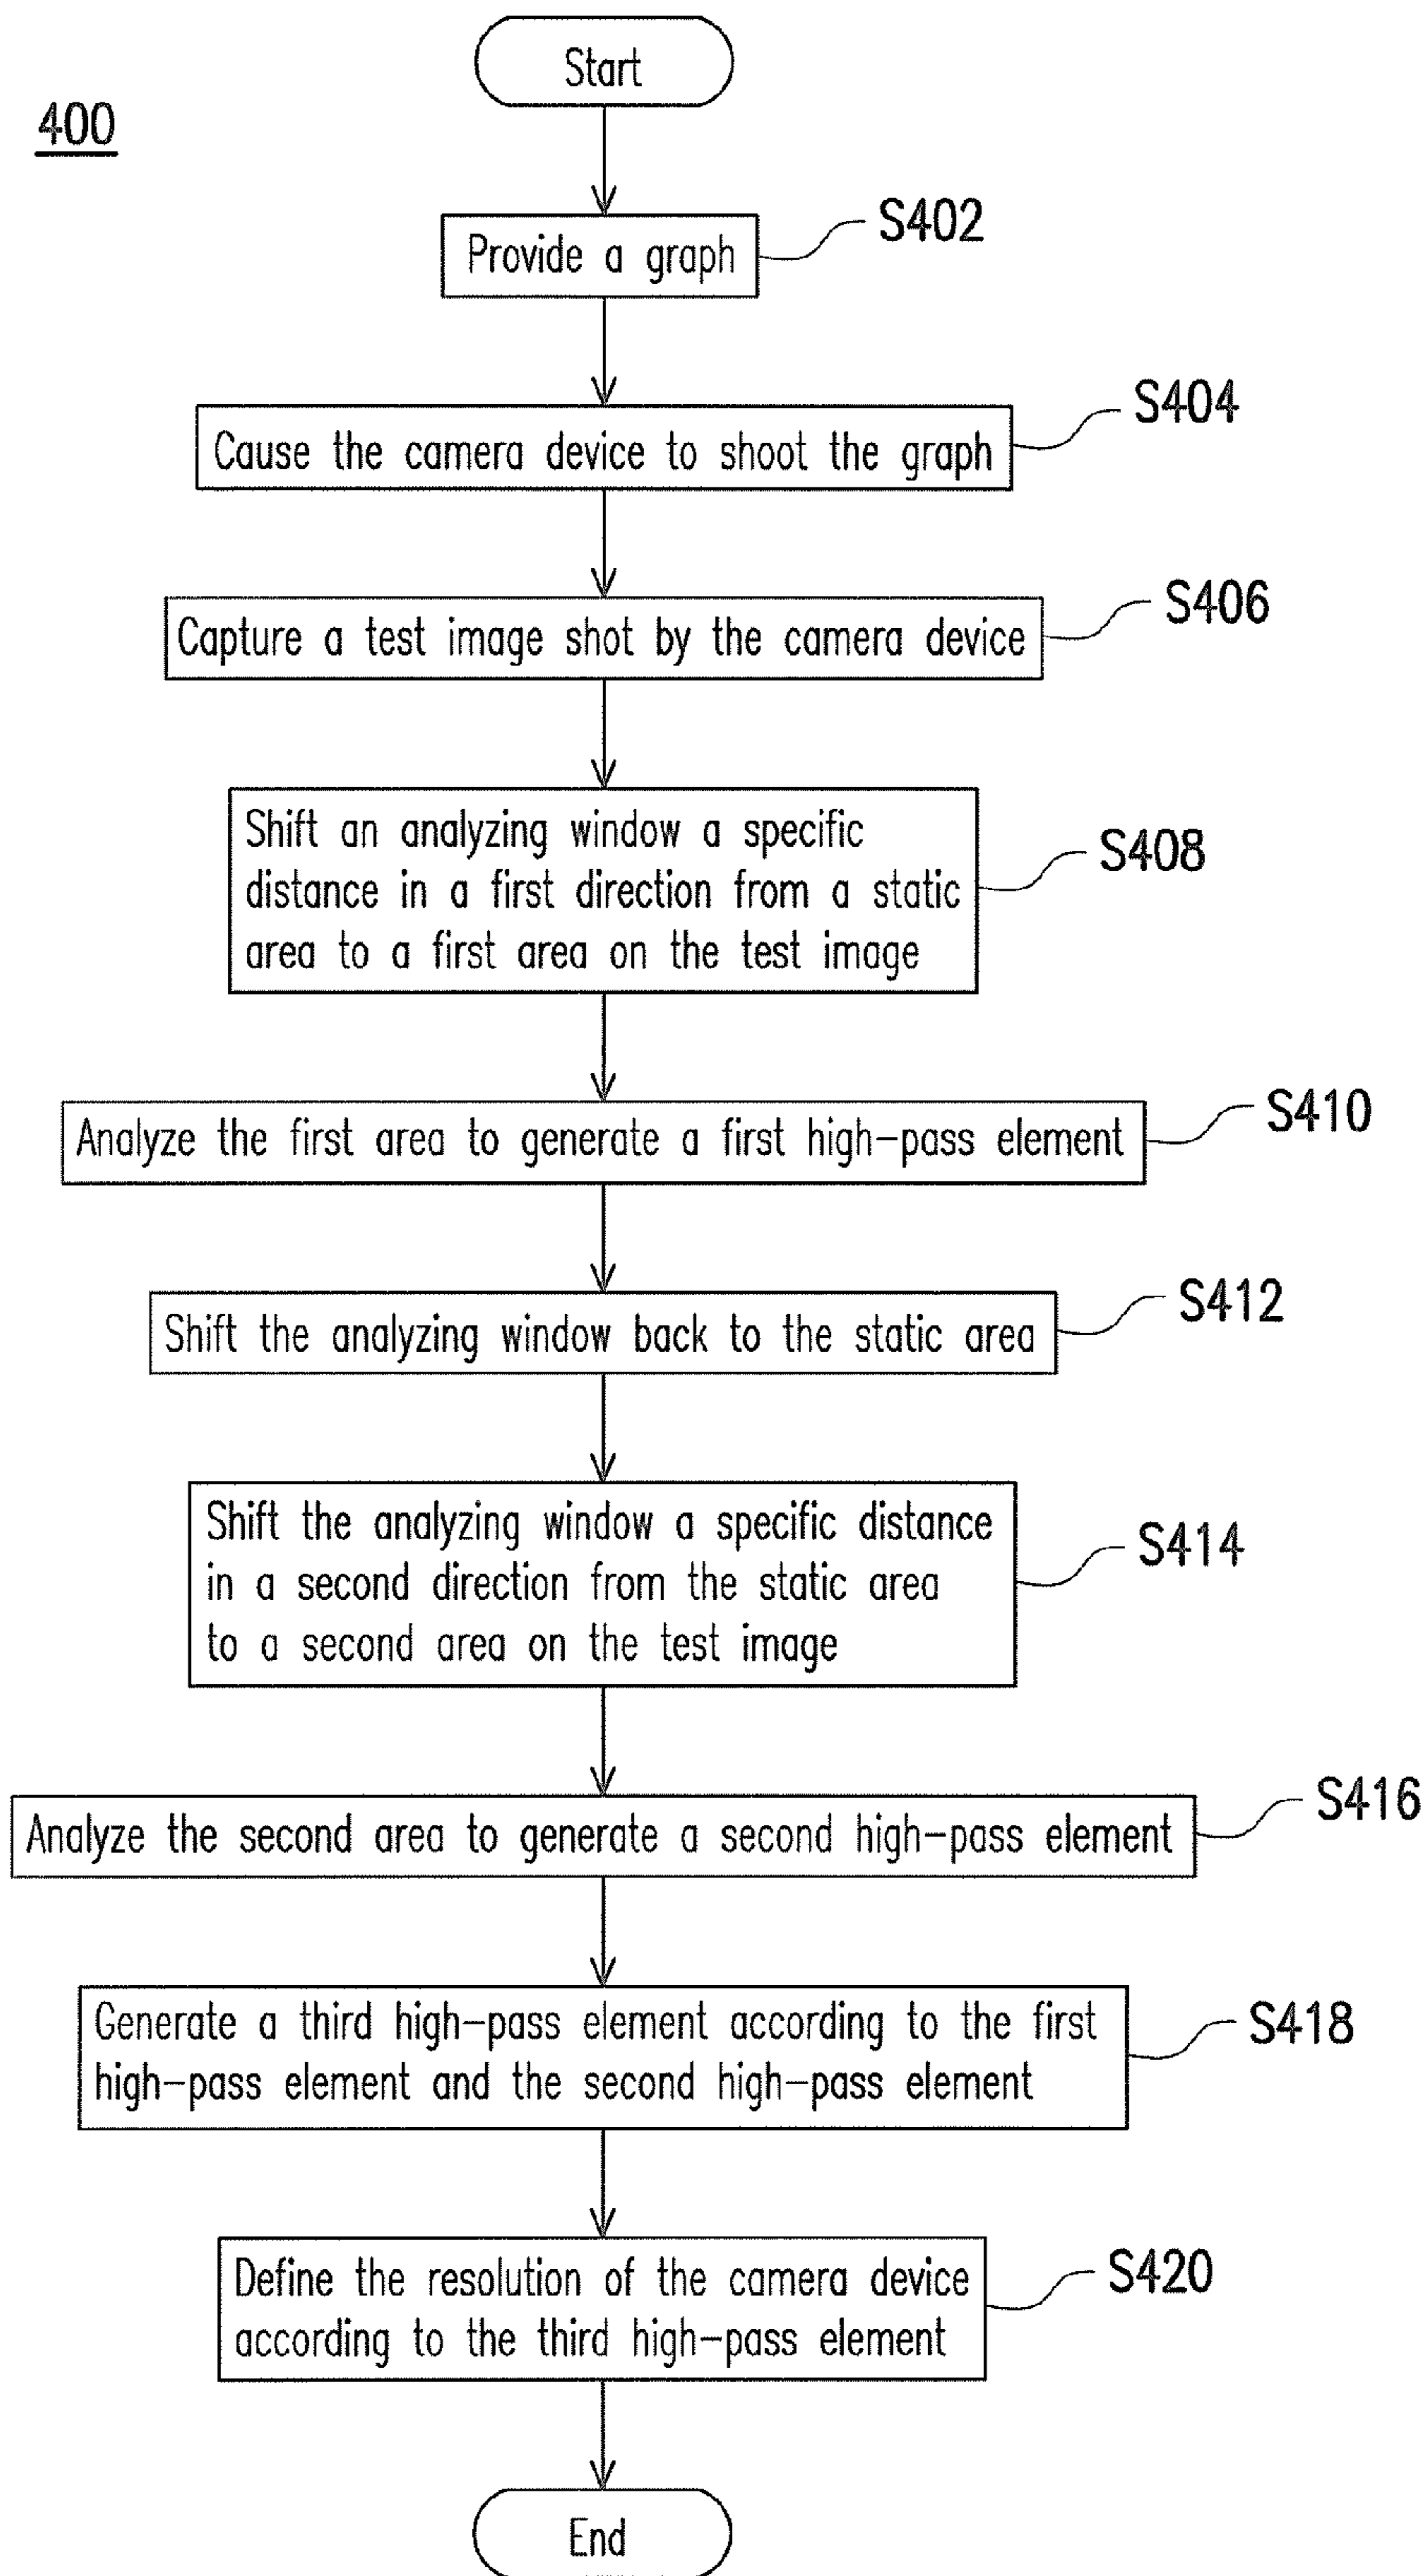 Start
400
S402
Provide a graph
S404
Cause the camera device to shoot the graph
S406
Capture a test image shot by the camera device
Shift an analyzing window a specific
distance in a first direction from a static
area to a first area on the test image
S408
S410
Analyze the first area to generate a first high-pass element
S412
Shift the analyzing window back to the static area
Shift the analyzing window a specific distance
in a second direction from the static area
to a second area on the test image
S414
S416
Analyze the second area to generate a second high-pass element
Generate a third high-pass element according to the first
high-pass element and the second high-pass element
S418
Define the resolution of the camera device
according to the third high-pass element
S420
End